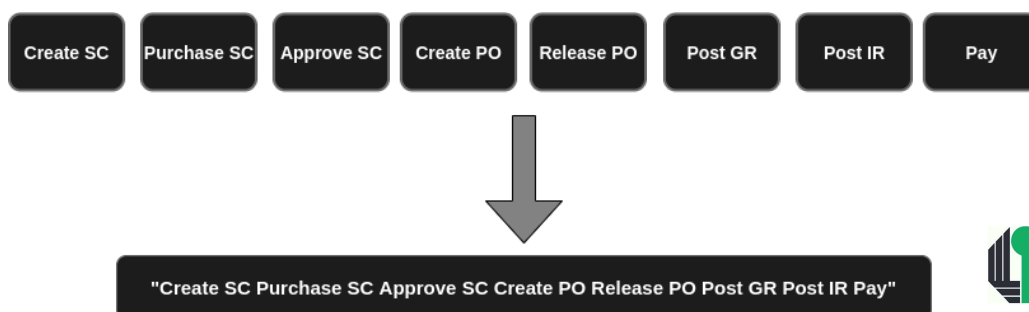 Create SC Purchase SC Approve SC Create PO Release PO Post GR Post IR Pay
"Create SC Purchase SC Approve SC Create PO Release PO Post GR Post IR Pay"